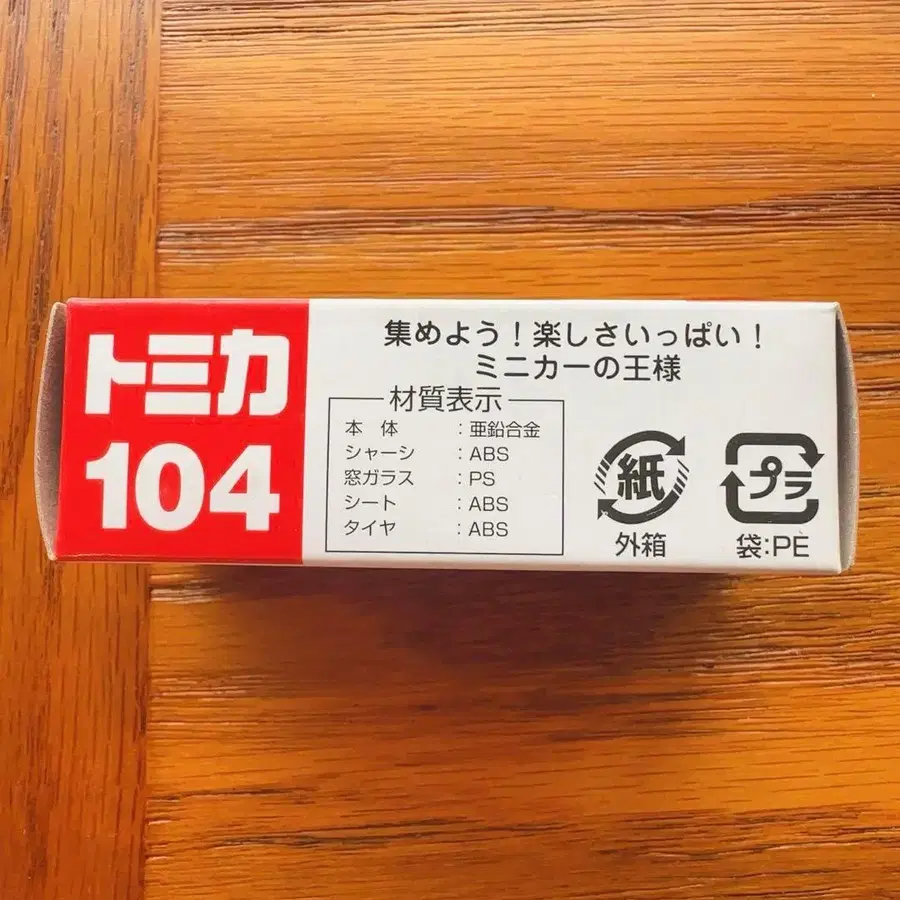 トミカ
104
集めよう！楽しさいっぱい！
ミニカーの王様
材質表示
本 体 : 亜鉛合金
シャーシ : ABS
窓ガラス : PS
シート : ABS
タイヤ : ABS
紙
外箱
プラ
袋:PE